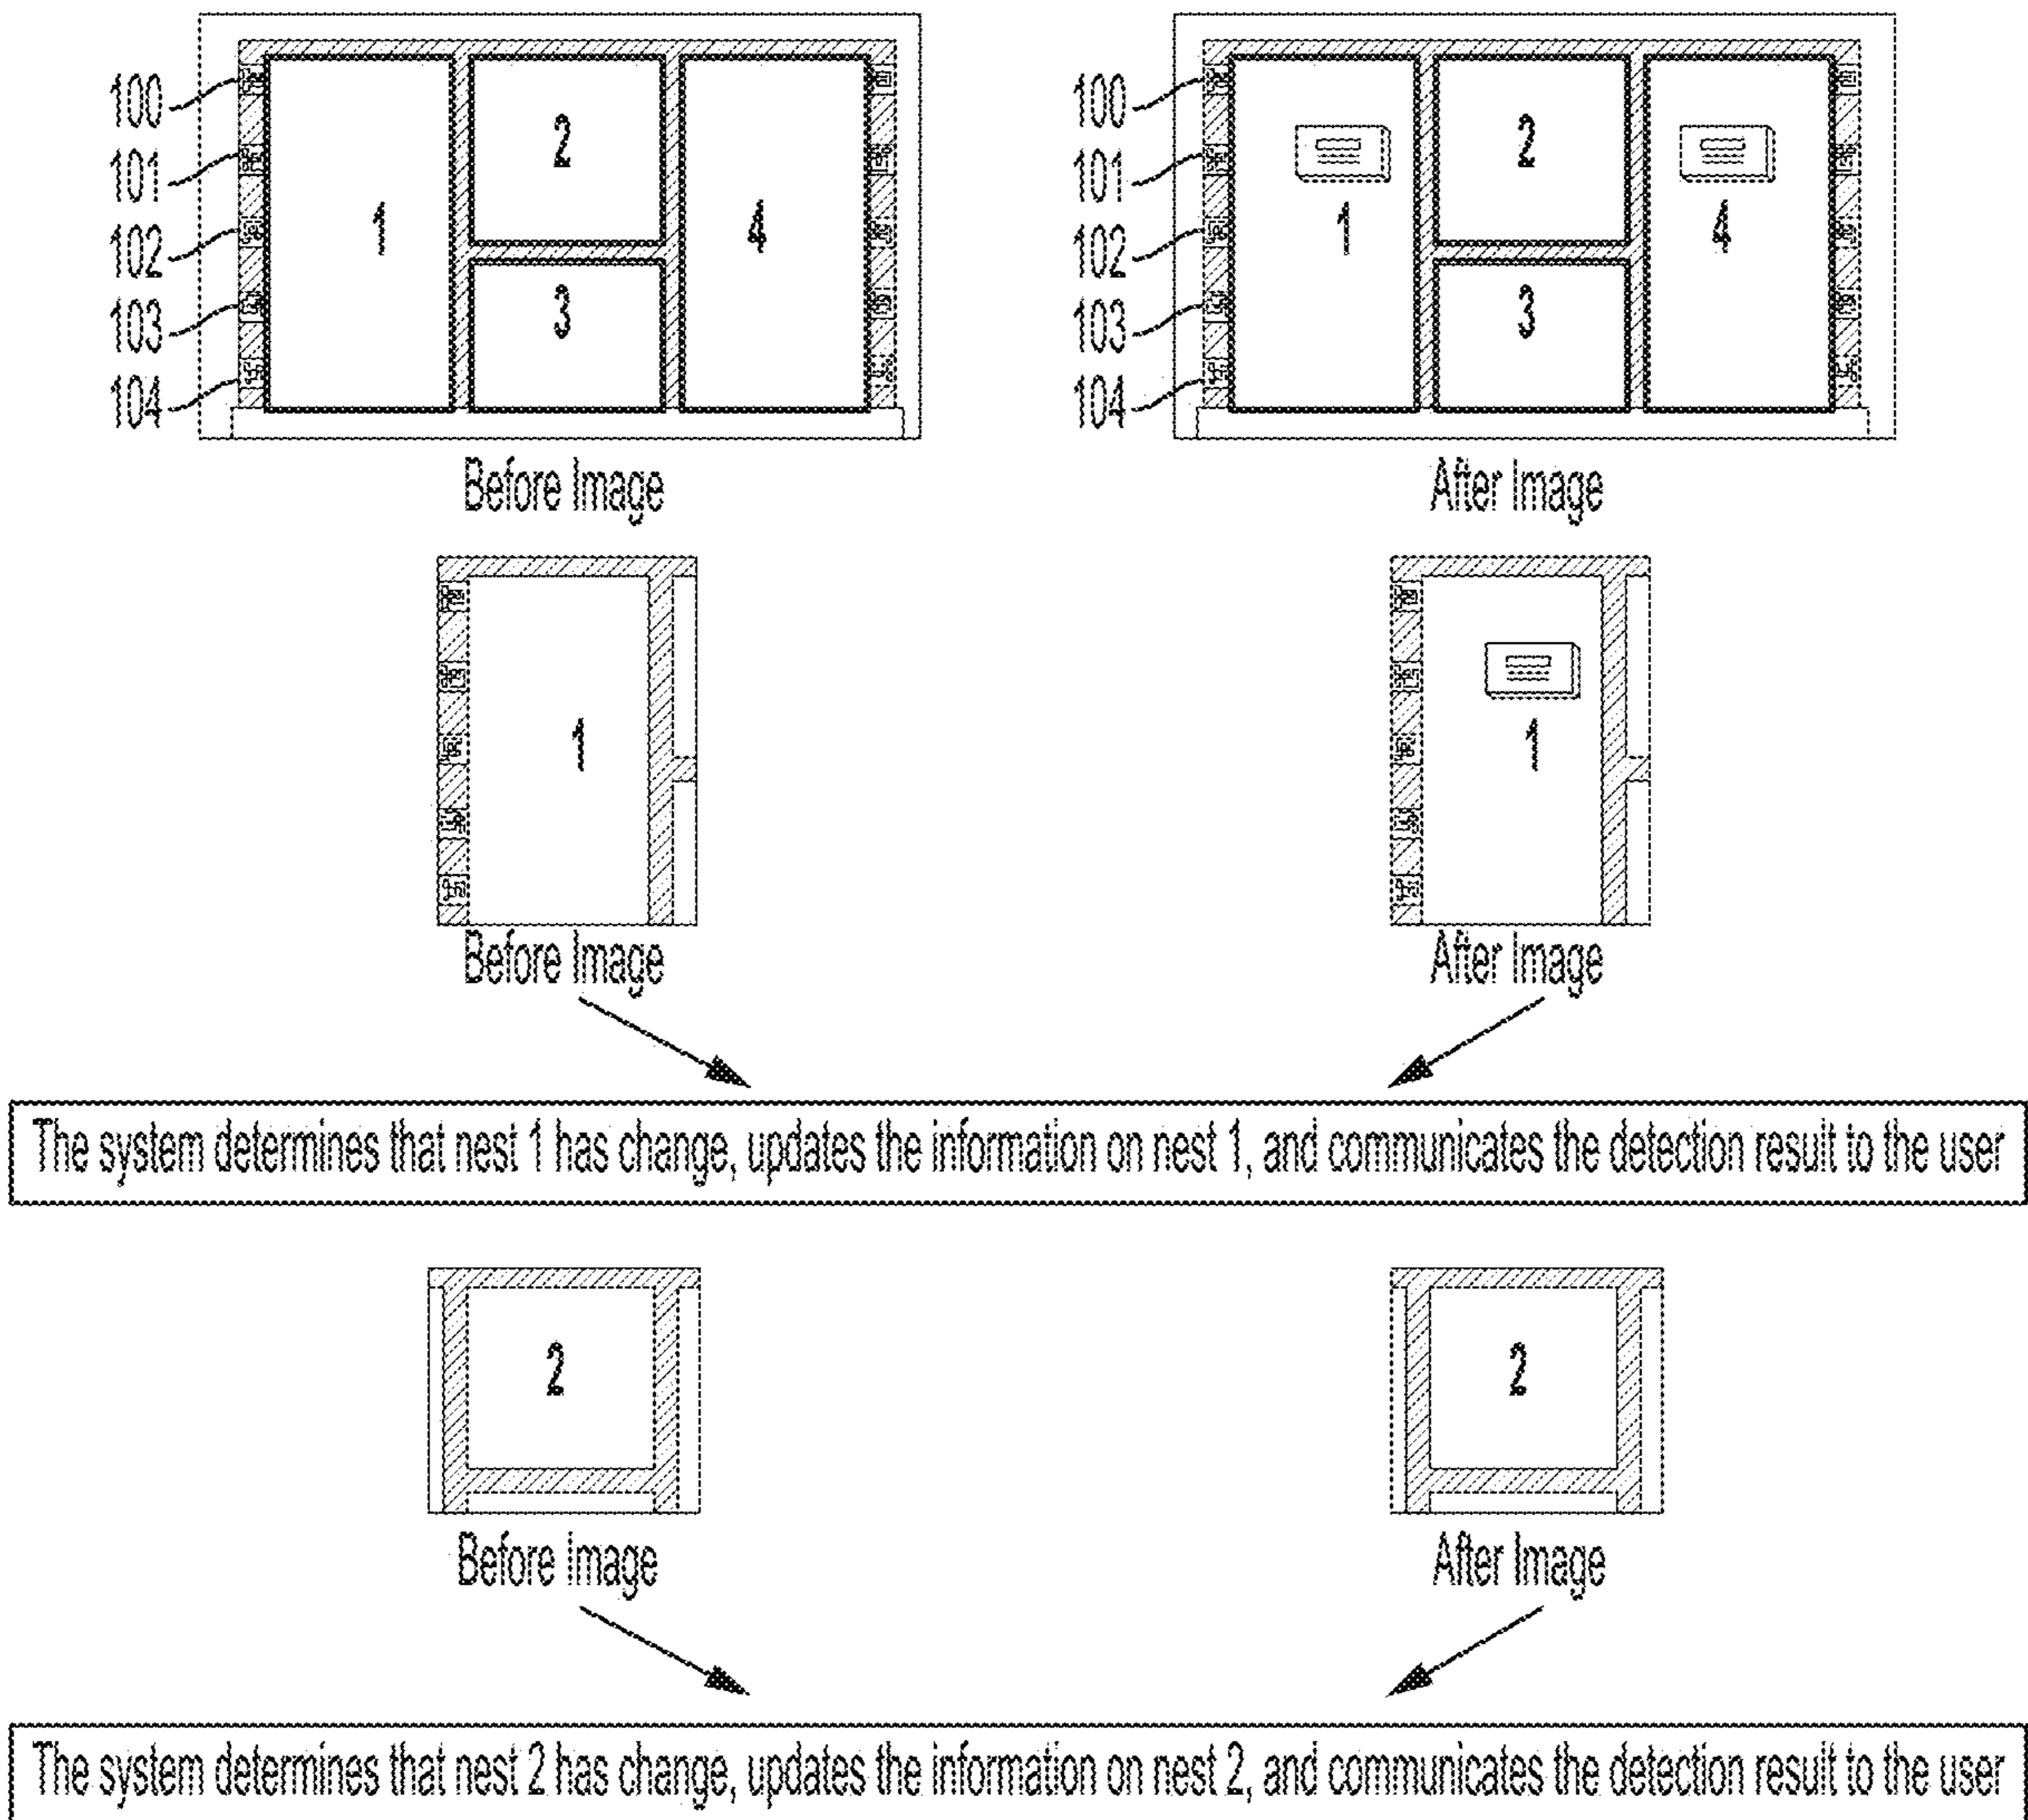 100
101
102
103
104
1
2
3
4
Before Image
100
101
102
103
104
1
2
3
4
After Image
1
Before Image
1
After Image
The system determines that nest 1 has change, updates the information on nest 1, and communicates the detection result to the user
2
Before Image
2
After Image
The system determines that nest 2 has change, updates the information on nest 2, and communicates the detection result to the user